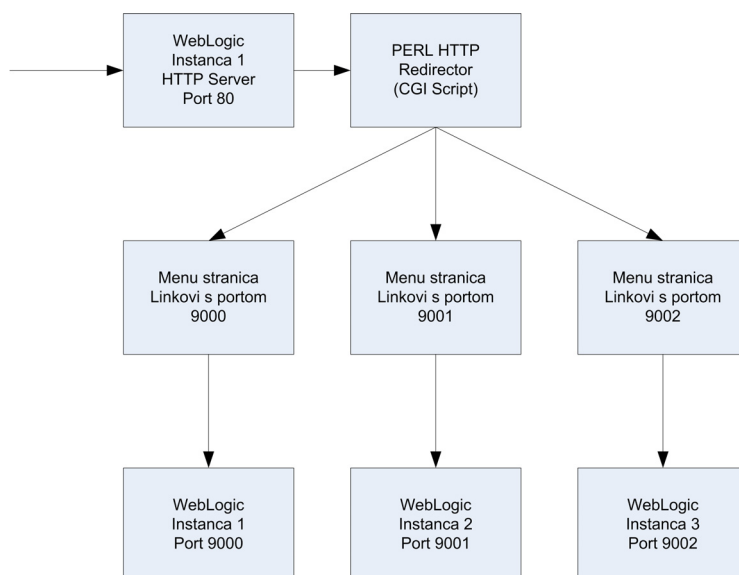 WebLogic
Instanca 1
HTTP Server
Port 80
PERL HTTP
Redirector
(CGI Script)
Menu stranica
Linkovi s portom
9000
Menu stranica
Linkovi s portom
9001
Menu stranica
Linkovi s portom
9002
WebLogic
Instanca 1
Port 9000
WebLogic
Instanca 2
Port 9001
WebLogic
Instanca 3
Port 9002